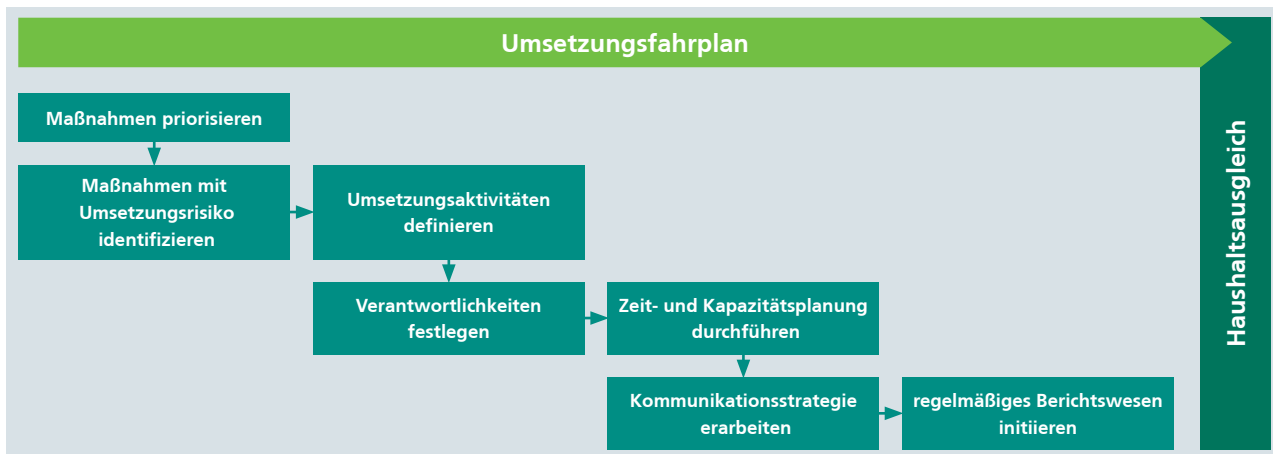 Umsetzungsfahrplan
Maßnahmen priorisieren
Maßnahmen mit
Umsetzungsrisiko
identifizieren
Umsetzungsaktivitäten
definieren
Verantwortlichkeiten
festlegen
Zeit- und Kapazitätsplanung
durchführen
Kommunikationsstrategie
erarbeiten
regelmäßiges Berichtswesen
initiieren
Haushaltsausgleich